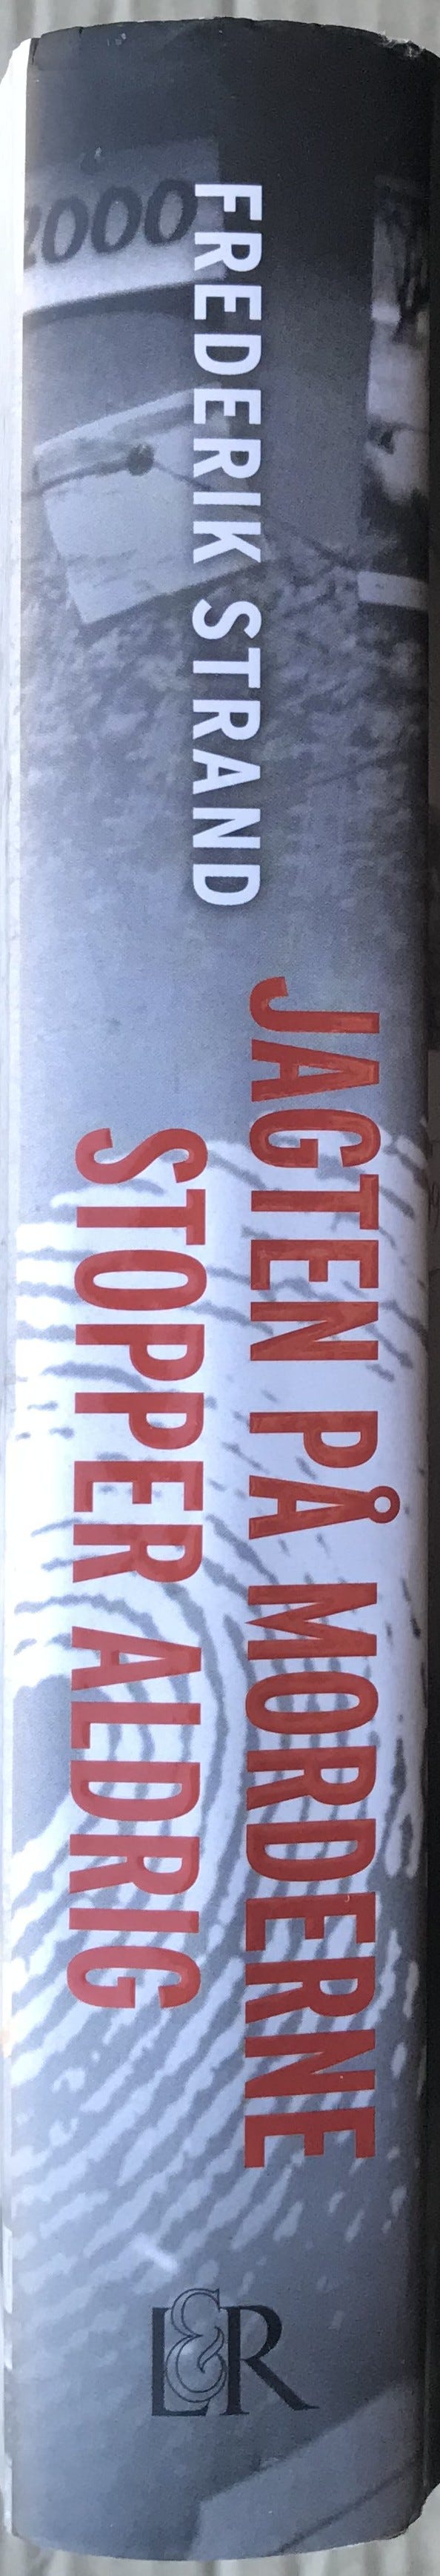 2000
FREDERIK STRAND
JAGTEN PÅ MORDERNE
STOPPER ALDRIG
L&R